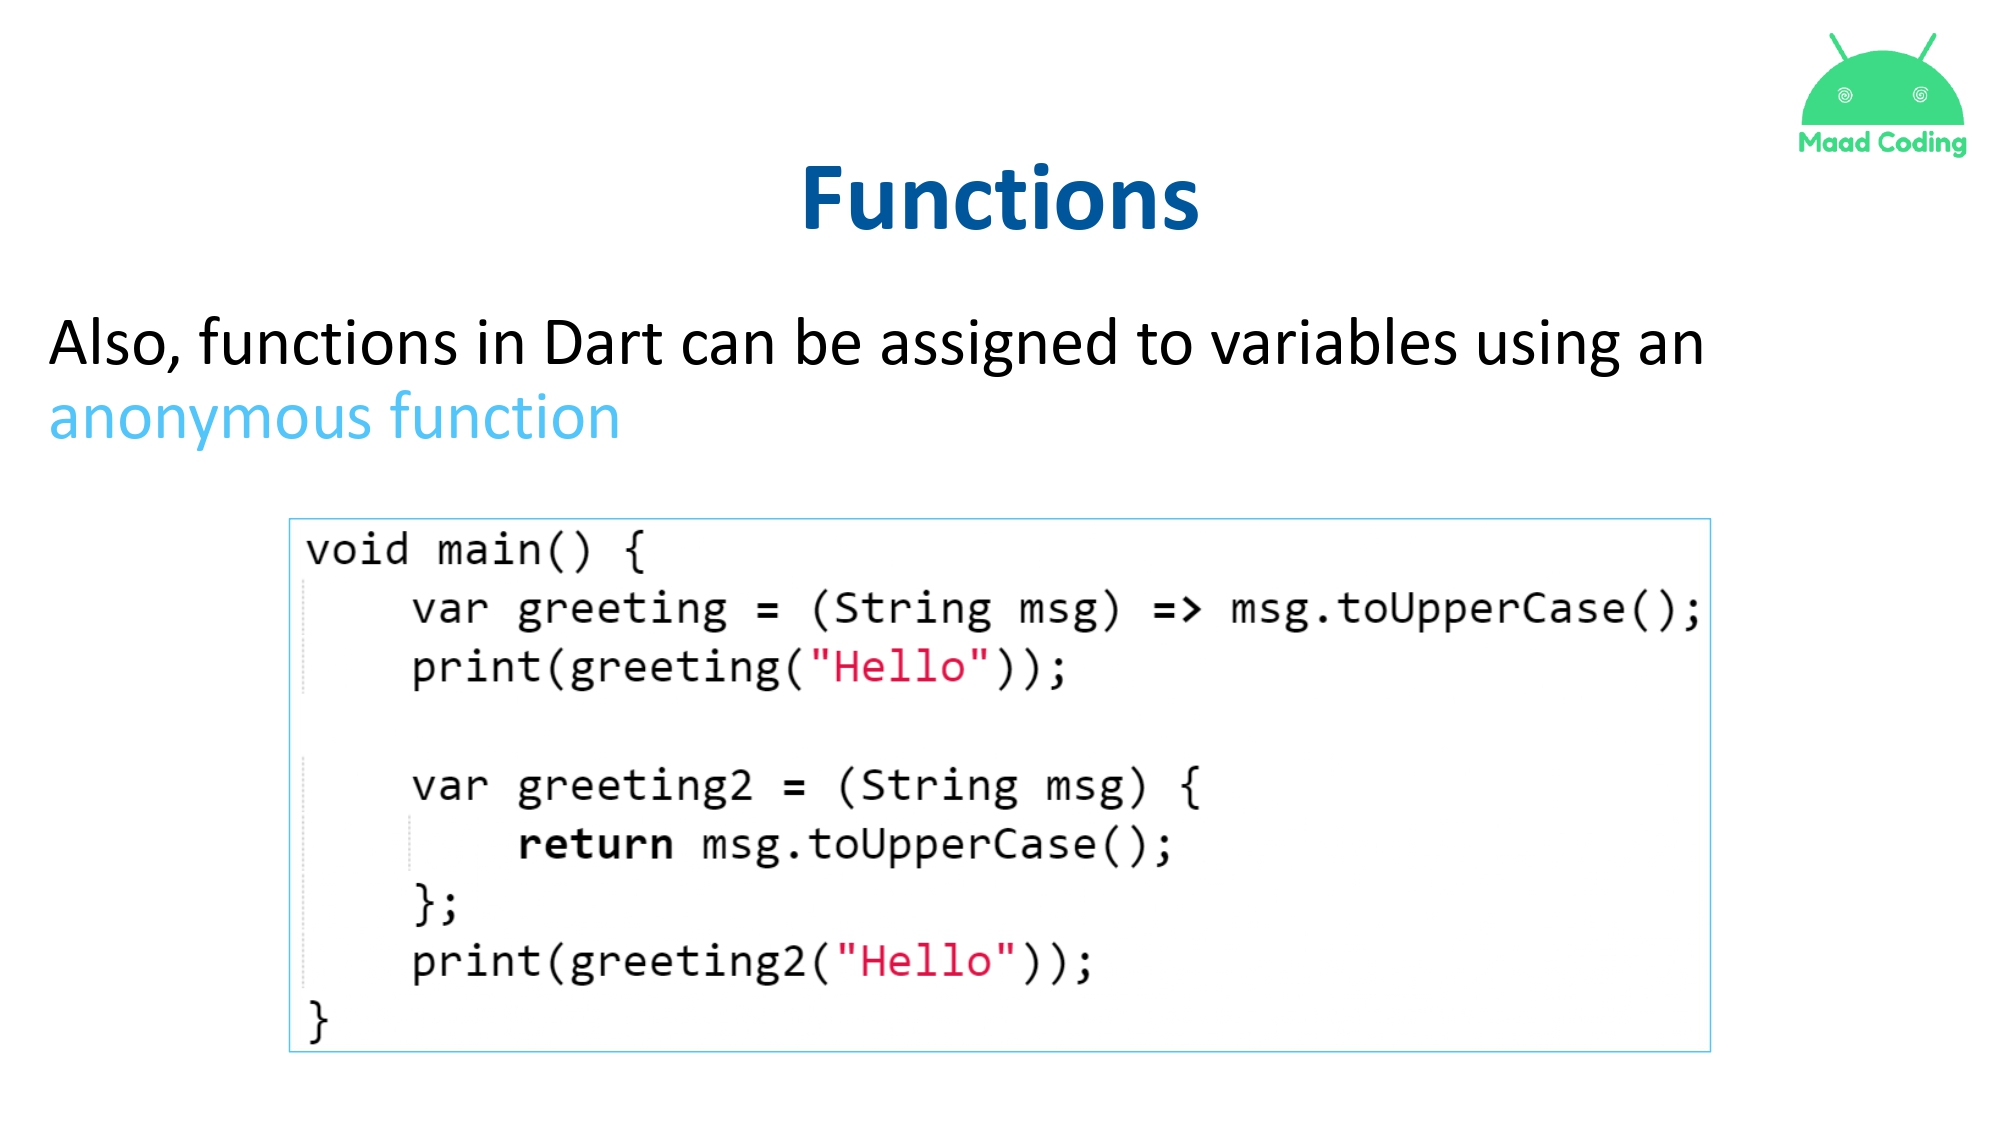 Maad Coding
Functions
Also, functions in Dart can be assigned to variables using an
anonymous function
void main() {
    var greeting = (String msg) => msg.toUpperCase();
    print(greeting("Hello"));

    var greeting2 = (String msg) {
        return msg.toUpperCase();
    };
    print(greeting2("Hello"));
}